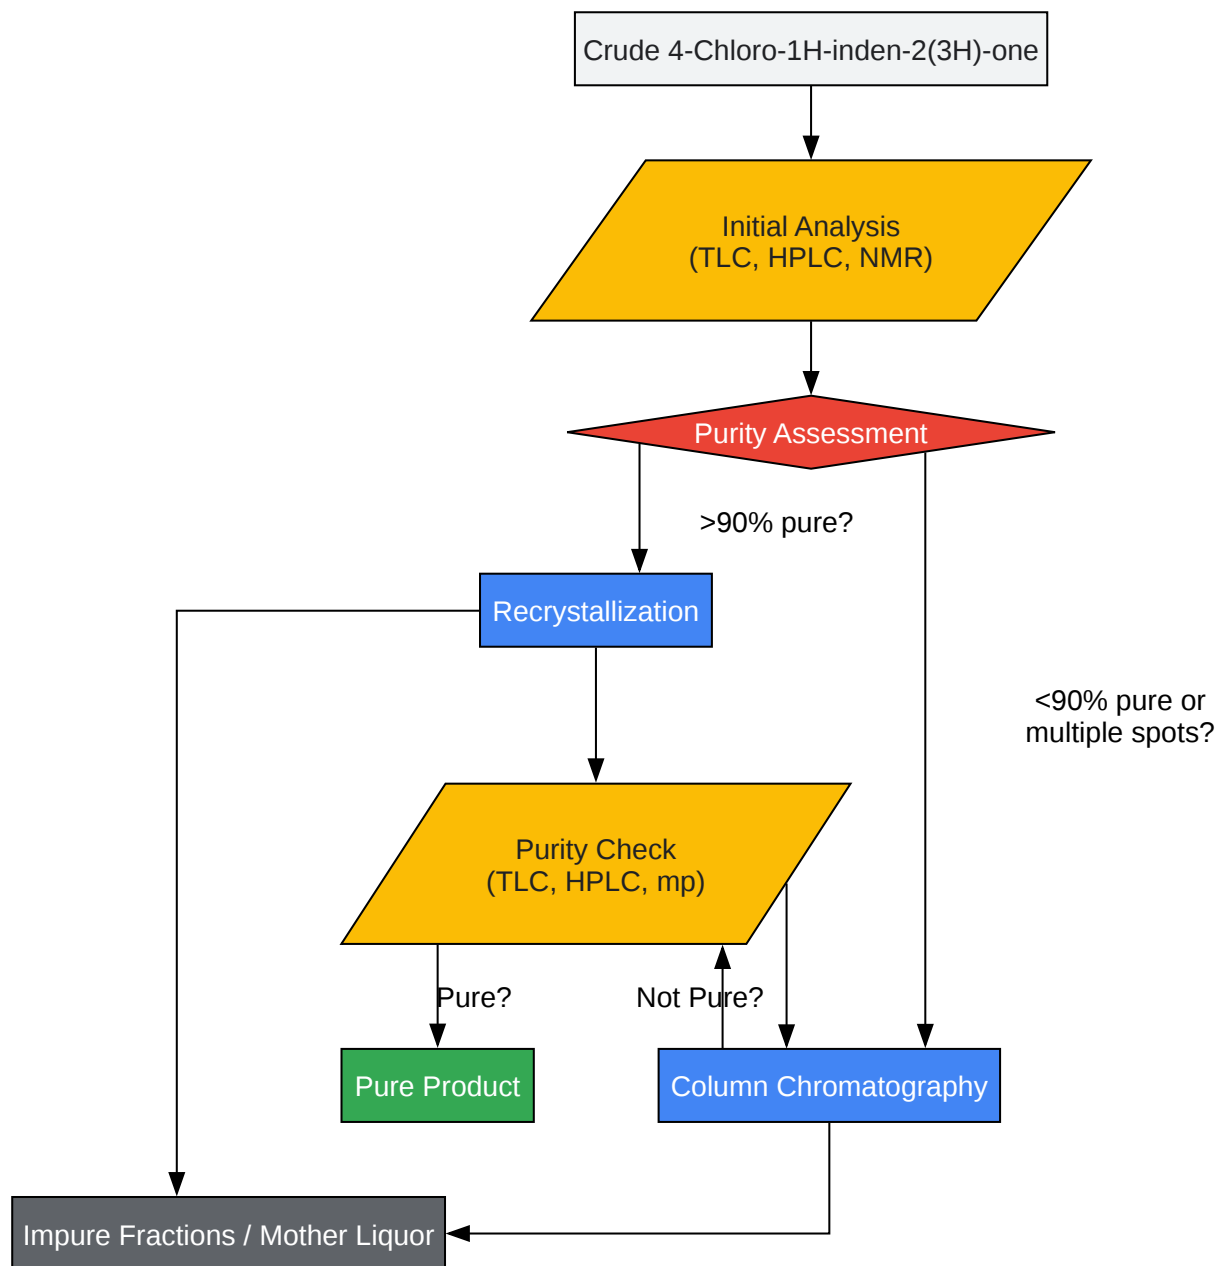 Crude 4-Chloro-1H-inden-2(3H)-one
Initial Analysis
(TLC, HPLC, NMR)
Purity Assessment
>90% pure?
Recrystallization
<90% pure or
multiple spots?
Purity Check
(TLC, HPLC, mp)
Pure?
Not Pure?
Pure Product
Column Chromatography
Impure Fractions / Mother Liquor